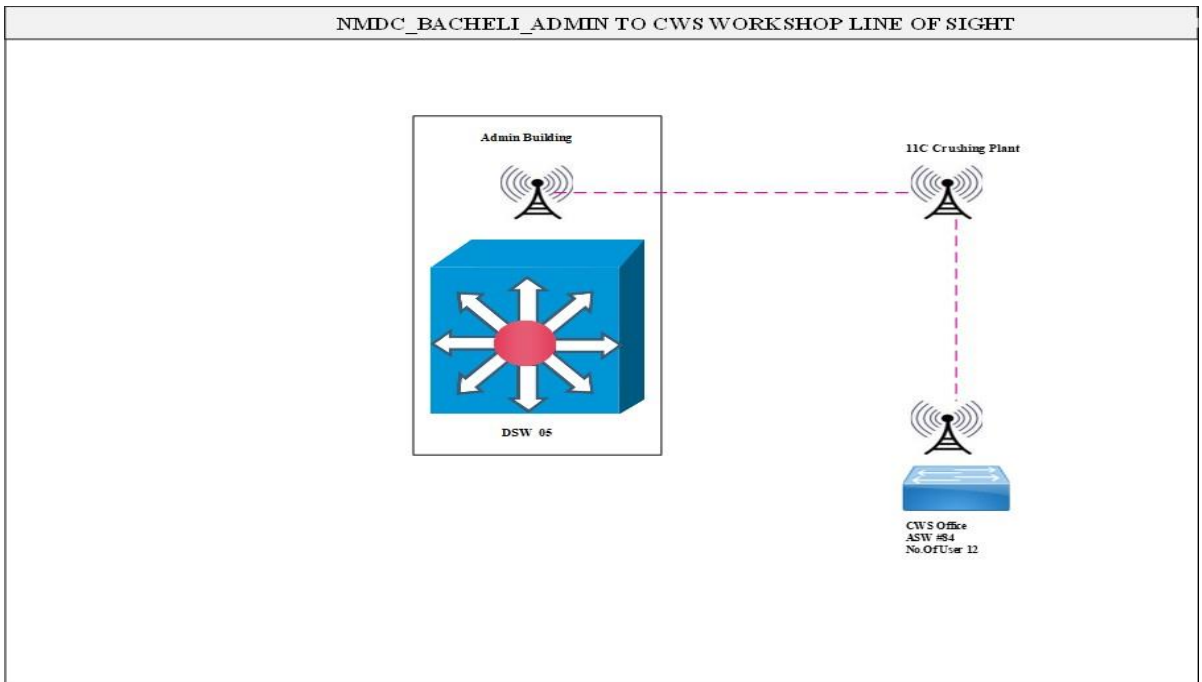 NMDC_BACHELI_ADMIN TO CWS WORKSHOP LINE OF SIGHT
Admin Building
11C Crushing Plant
DSW 05
CWS Office
ASW #84
No.Of User 12